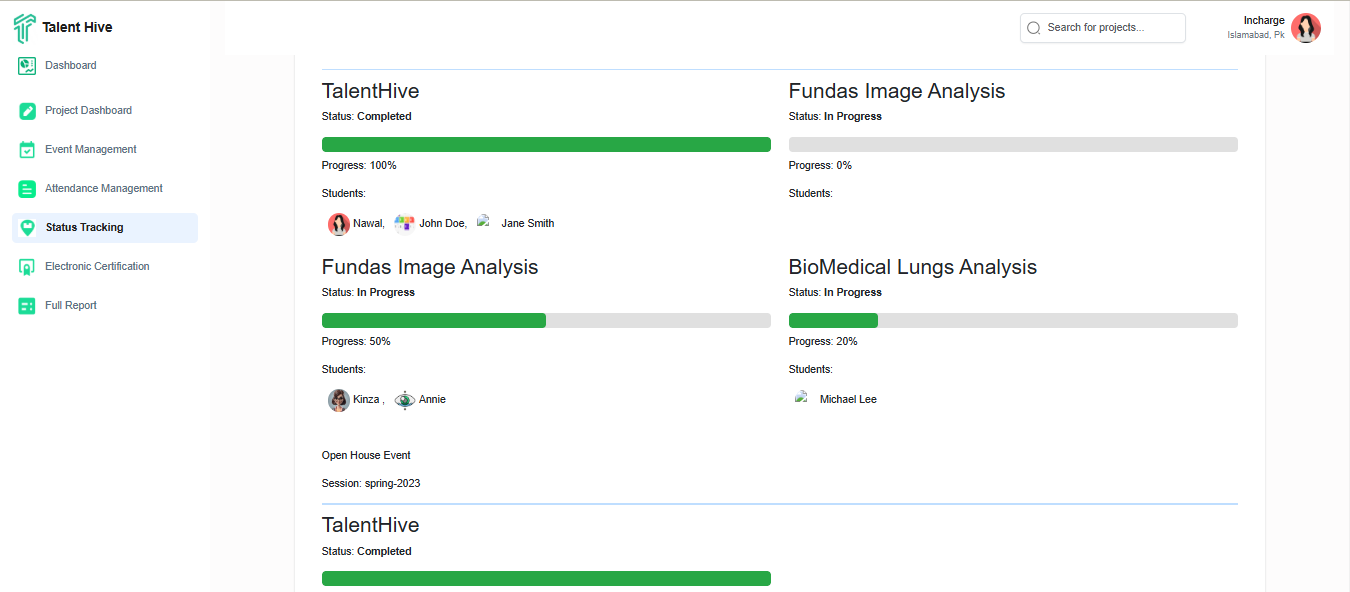 Talent Hive
Search for projects...
Incharge
Islamabad, Pk
Dashboard
Project Dashboard
Event Management
Attendance Management
Status Tracking
Electronic Certification
Full Report
TalentHive
Status: Completed
Progress: 100%
Students:
Nawal, John Doe, Jane Smith
Fundas Image Analysis
Status: In Progress
Progress: 0%
Students:
Fundas Image Analysis
Status: In Progress
Progress: 50%
Students:
Kinza , Annie
BioMedical Lungs Analysis
Status: In Progress
Progress: 20%
Students:
Michael Lee
Open House Event
Session: spring-2023
TalentHive
Status: Completed